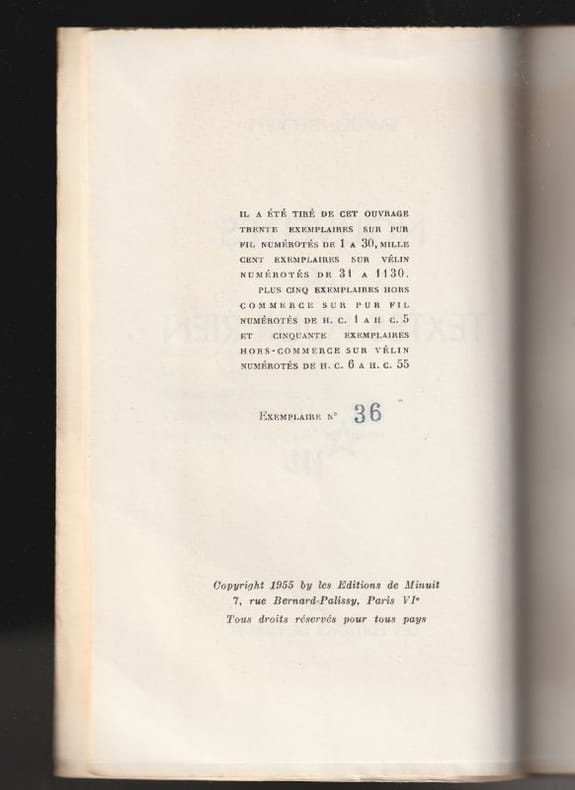 IL A ÉTÉ TIRÉ DE CET OUVRAGE
TRENTE EXEMPLAIRES SUR PUR
FIL NUMÉROTÉS DE 1 A 30, MILLE
CENT EXEMPLAIRES SUR VÉLIN
NUMÉROTÉS DE 31 A 1130.
PLUS CINQ EXEMPLAIRES HORS
COMMERCE SUR PUR FIL
NUMÉROTÉS DE H. C. 1 A H C. 5
ET CINQUANTE EXEMPLAIRES
HORS-COMMERCE SUR VÉLIN
NUMÉROTÉS DE H. C. 6 A H. C. 55
EXEMPLAIRE N° 36
Copyright 1955 by les Editions de Minuit
7, rue Bernard-Palissy, Paris VIe
Tous droits réservés pour tous pays